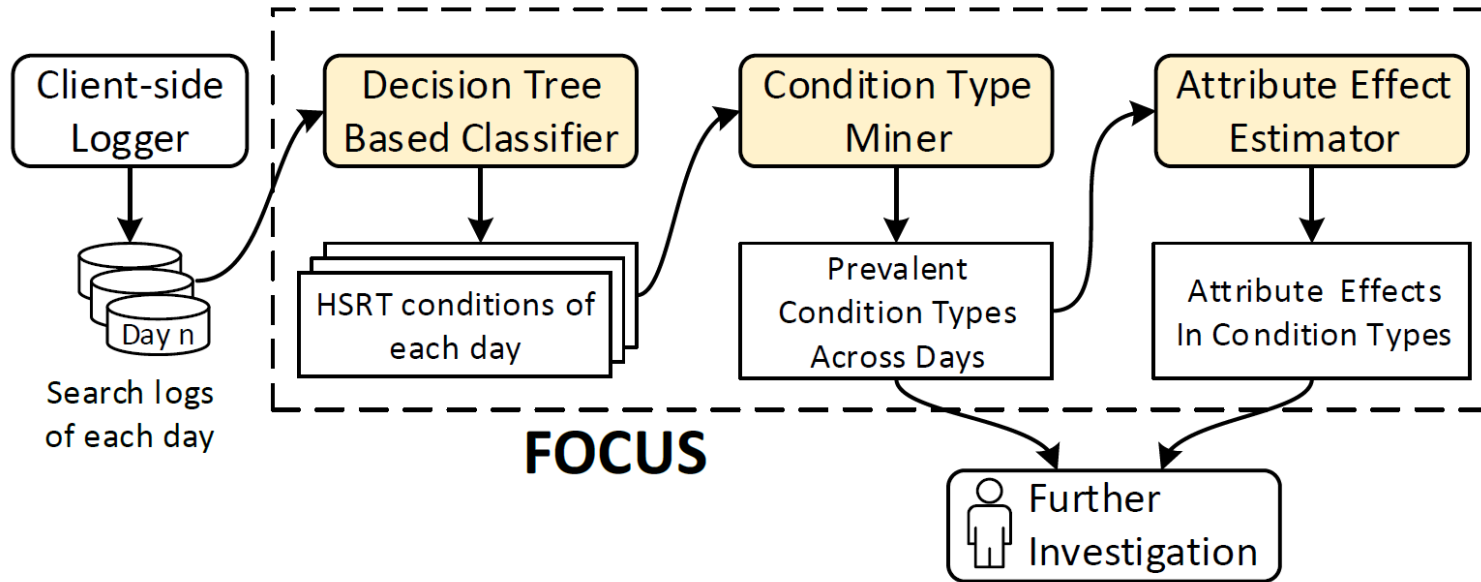 Client-side
Logger
Day n
Search logs
of each day
Decision Tree
Based Classifier
HSRT conditions of
each day
Condition Type
Miner
Prevalent
Condition Types
Across Days
Attribute Effect
Estimator
Attribute Effects
In Condition Types
FOCUS
Further
Investigation